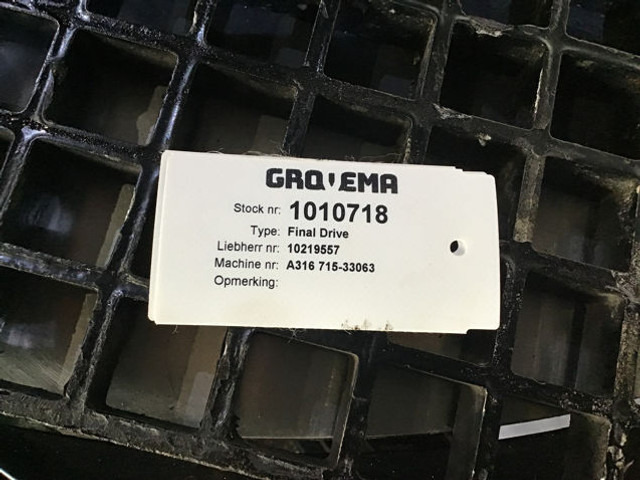 GROVEMA
Stock nr: 1010718
Type: Final Drive
Liebherr nr: 10219557
Machine nr: A316 715-33063
Opmerking: